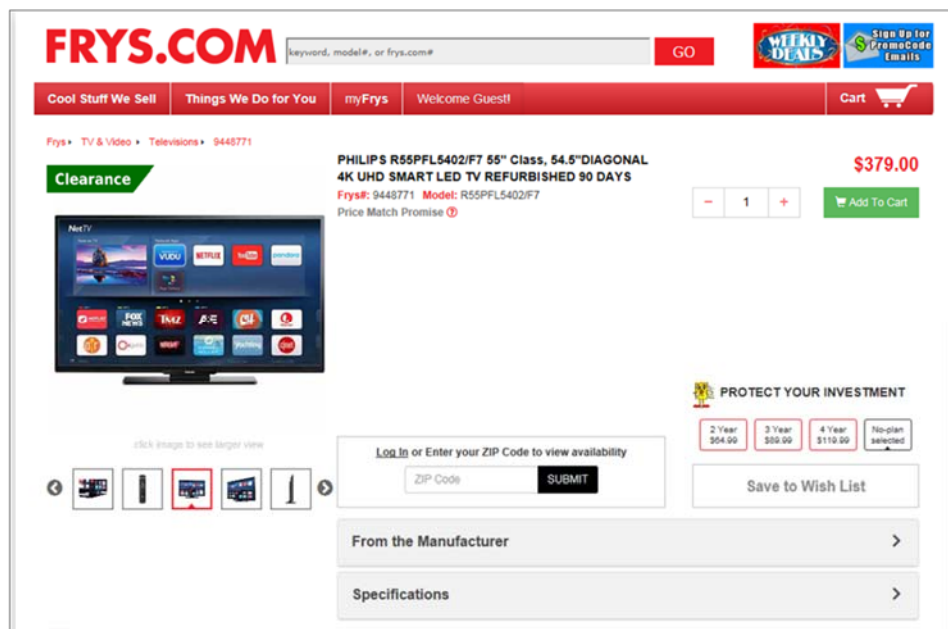 FRYS.COM
keyword, model#, or frys.com#
GO
WEEKLY
DEALS
Sign Up for
PromoCode
Emails
Cool Stuff We Sell
Things We Do for You
myFrys
Welcome Guest!
Cart
Frys
TV & Video
Televisions
9448771
Clearance
PHILIPS R55PFL5402/F7 55" Class, 54.5"DIAGONAL
4K UHD SMART LED TV REFURBISHED 90 DAYS
Frys#: 9448771 Model: R55PFL5402/F7
Price Match Promise ?
$379.00
− 1 +
Add To Cart
NetTV
VUDU
NETFLIX
YouTube
pandora
FOX
NEWS
TMZ
A&E
Yachting
click image to see larger view
PROTECT YOUR INVESTMENT
2 Year
$64.99
3 Year
$89.99
4 Year
$119.99
No-plan
selected
Log In or Enter your ZIP Code to view availability
ZIP Code
SUBMIT
Save to Wish List
From the Manufacturer
Specifications